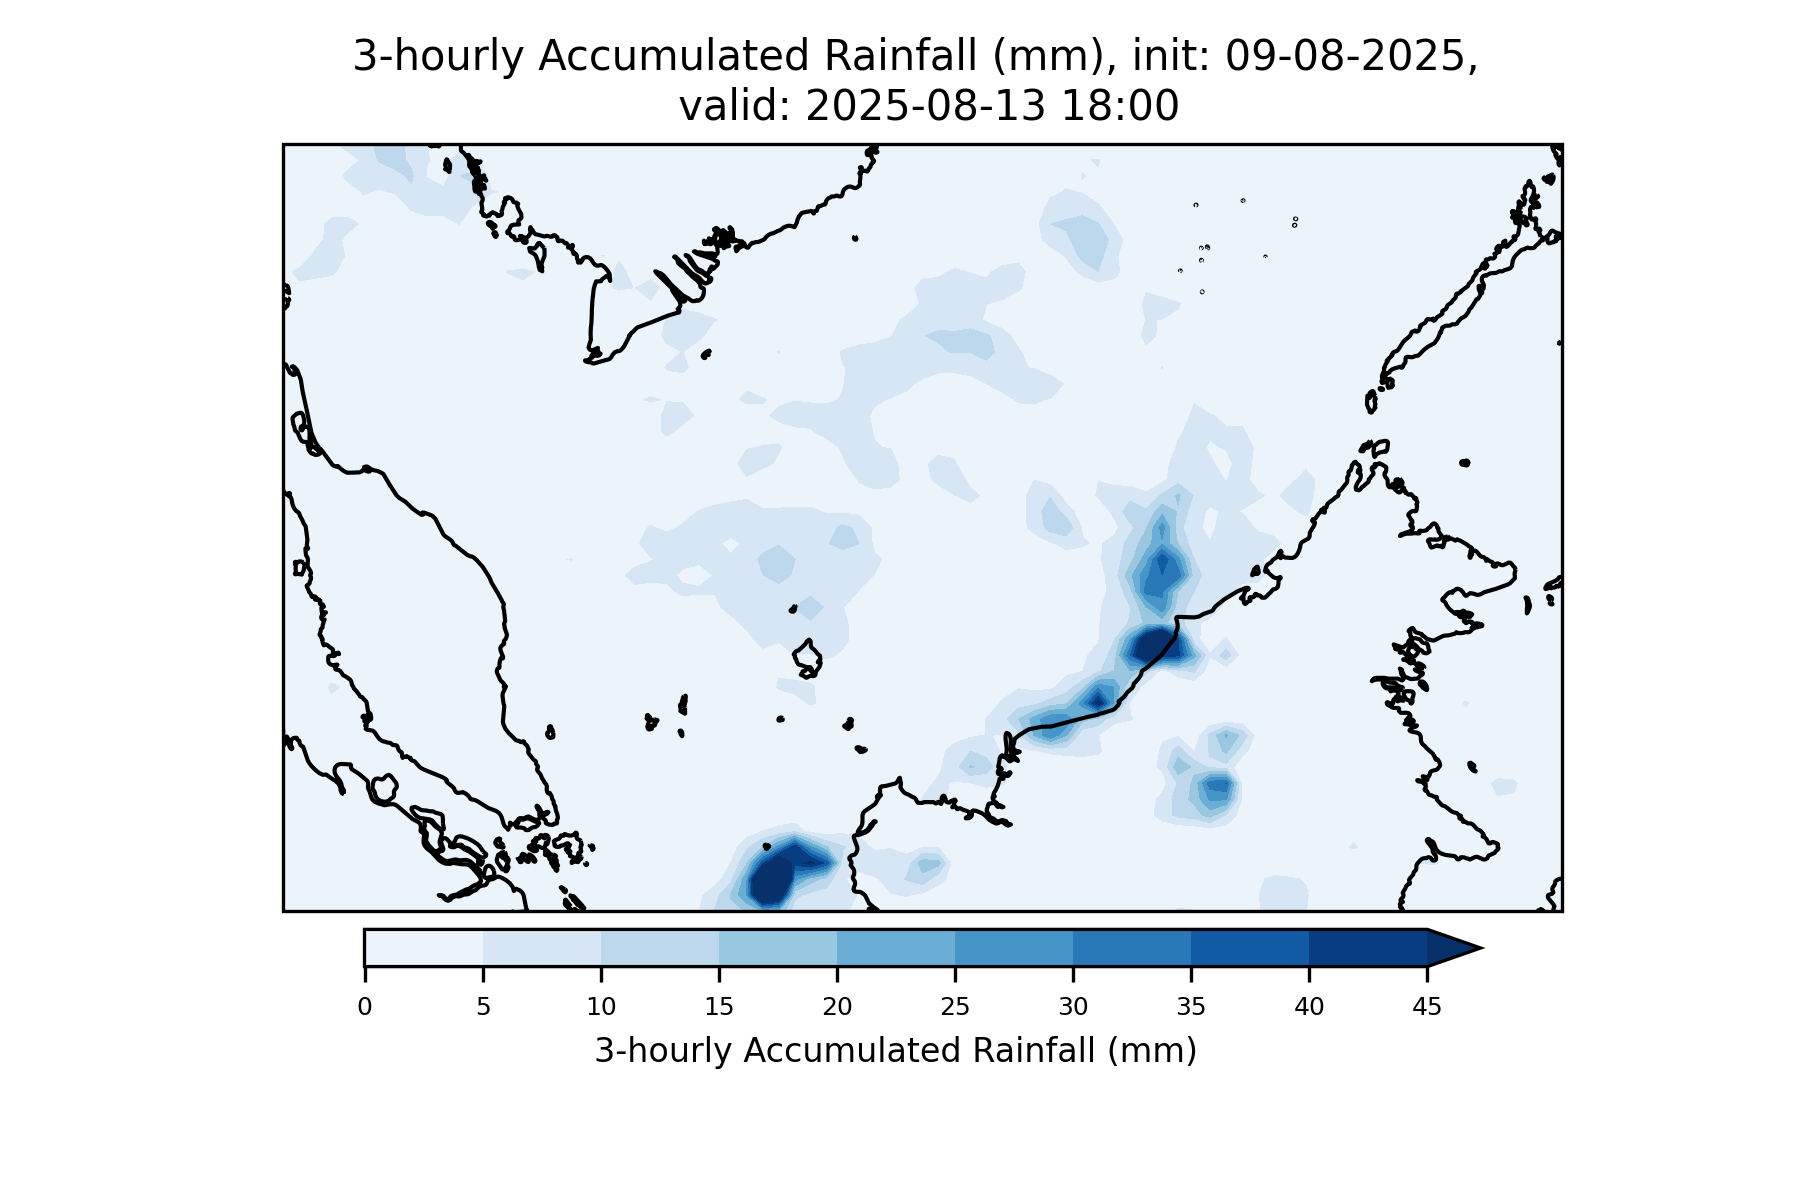 3-hourly Accumulated Rainfall (mm), init: 09-08-2025,
valid: 2025-08-13 18:00
0 5 10 15 20 25 30 35 40 45
3-hourly Accumulated Rainfall (mm)